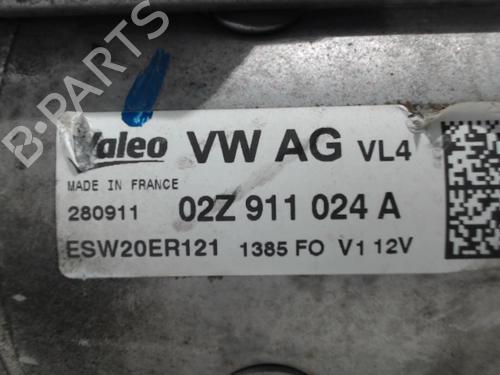 B-PARTS
Valeo VW AG VL4
MADE IN FRANCE
280911 02Z 911 024 A
ESW20ER121 1385 FO V1 12V